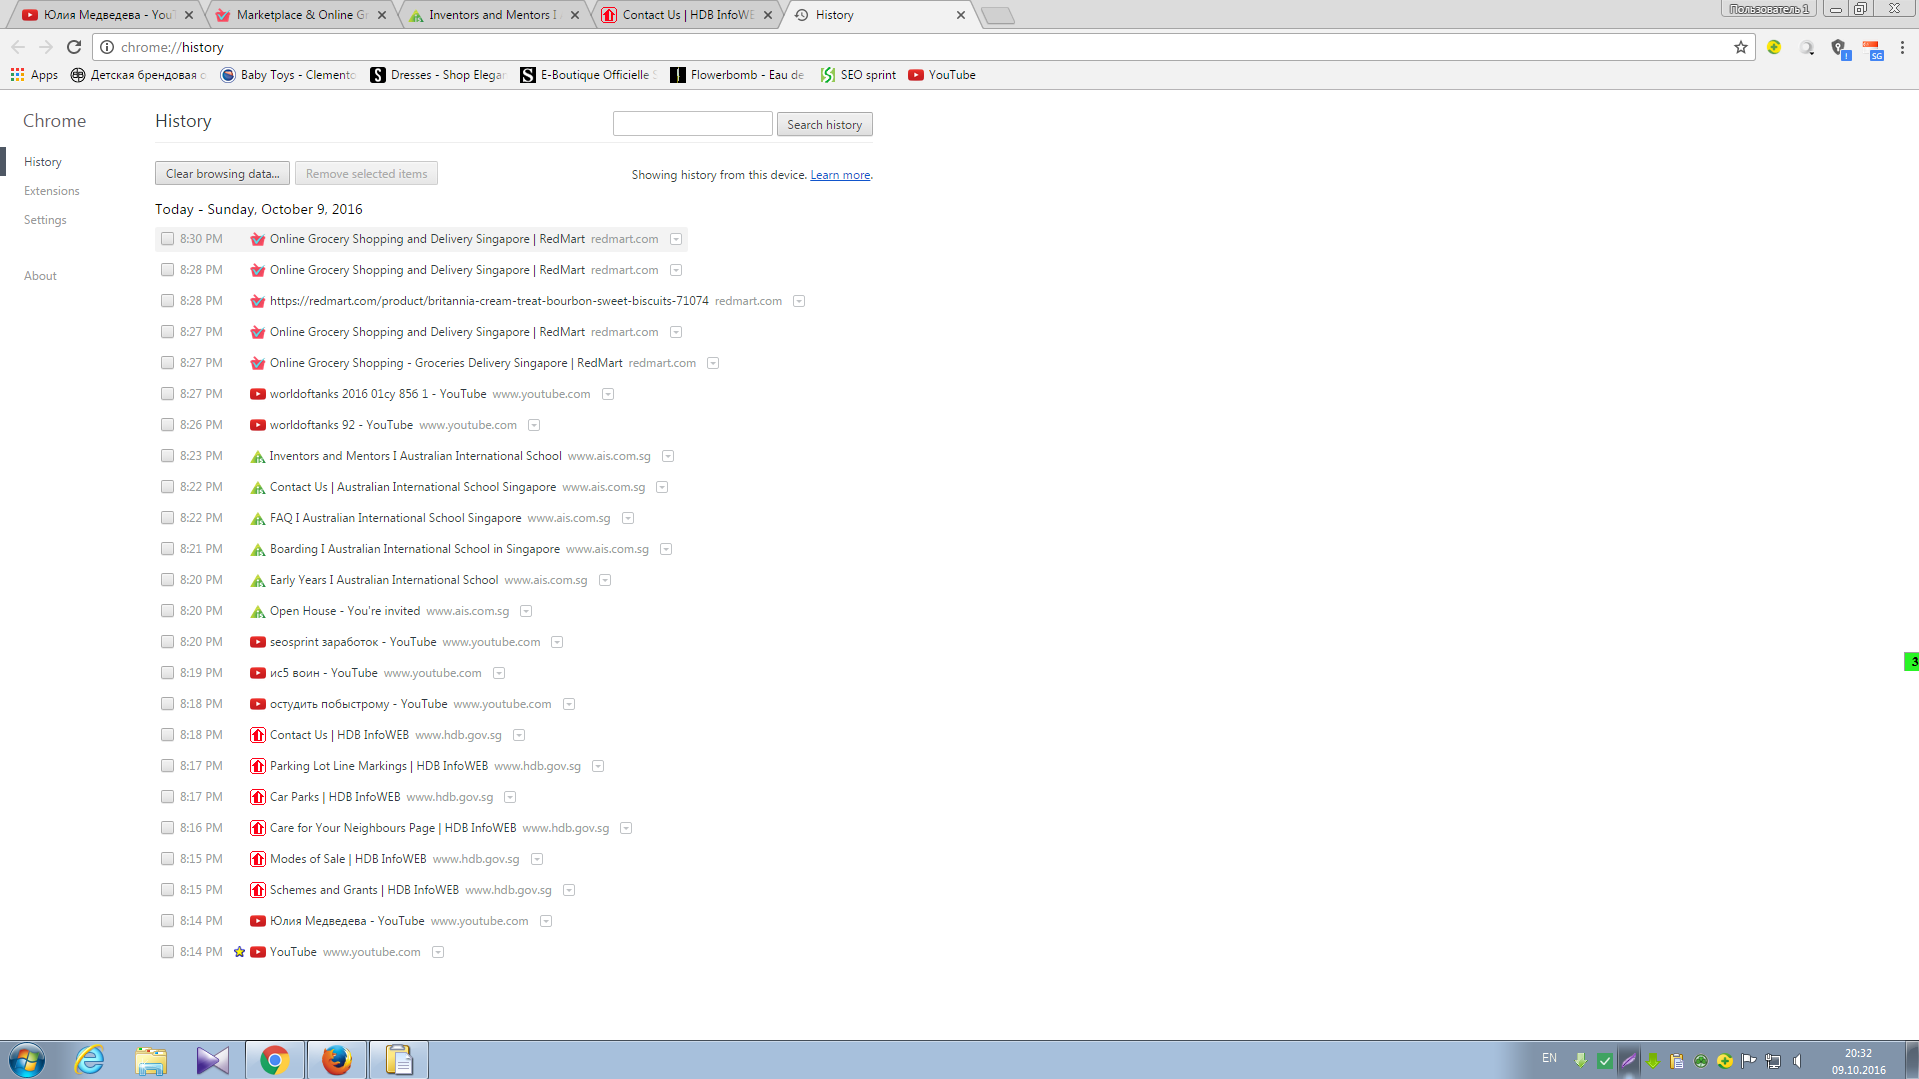 Юлия Медведева - YouT
Marketplace & Online Gr
Inventors and Mentors I A
Contact Us | HDB InfoWE
History
Пользователь 1
chrome://history
Apps
Детская брендовая о
Baby Toys - Clemento
Dresses - Shop Elegan
E-Boutique Officielle S
Flowerbomb - Eau de
SEO sprint
YouTube
Chrome
History
Extensions
Settings
About
History
Search history
Clear browsing data...
Remove selected items
Showing history from this device. Learn more.
Today - Sunday, October 9, 2016
8:30 PM Online Grocery Shopping and Delivery Singapore | RedMart redmart.com
8:28 PM Online Grocery Shopping and Delivery Singapore | RedMart redmart.com
8:28 PM https://redmart.com/product/britannia-cream-treat-bourbon-sweet-biscuits-71074 redmart.com
8:27 PM Online Grocery Shopping and Delivery Singapore | RedMart redmart.com
8:27 PM Online Grocery Shopping - Groceries Delivery Singapore | RedMart redmart.com
8:27 PM worldoftanks 2016 01су 856 1 - YouTube www.youtube.com
8:26 PM worldoftanks 92 - YouTube www.youtube.com
8:23 PM Inventors and Mentors I Australian International School www.ais.com.sg
8:22 PM Contact Us | Australian International School Singapore www.ais.com.sg
8:22 PM FAQ I Australian International School Singapore www.ais.com.sg
8:21 PM Boarding I Australian International School in Singapore www.ais.com.sg
8:20 PM Early Years I Australian International School www.ais.com.sg
8:20 PM Open House - You're invited www.ais.com.sg
8:20 PM seosprint заработок - YouTube www.youtube.com
8:19 PM ис5 воин - YouTube www.youtube.com
8:18 PM остудить побыстрому - YouTube www.youtube.com
8:18 PM Contact Us | HDB InfoWEB www.hdb.gov.sg
8:17 PM Parking Lot Line Markings | HDB InfoWEB www.hdb.gov.sg
8:17 PM Car Parks | HDB InfoWEB www.hdb.gov.sg
8:16 PM Care for Your Neighbours Page | HDB InfoWEB www.hdb.gov.sg
8:15 PM Modes of Sale | HDB InfoWEB www.hdb.gov.sg
8:15 PM Schemes and Grants | HDB InfoWEB www.hdb.gov.sg
8:14 PM Юлия Медведева - YouTube www.youtube.com
8:14 PM YouTube www.youtube.com
3
SG
EN
20:32
09.10.2016